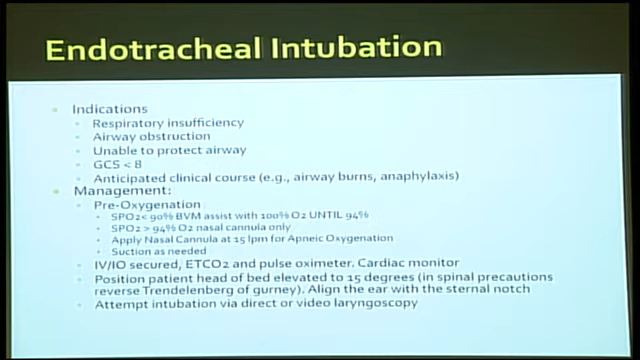 Endotracheal Intubation
Indications
Respiratory insufficiency
Airway obstruction
Unable to protect airway
GCS < 8
Anticipated clinical course (e.g., airway burns, anaphylaxis)
Management:
Pre-Oxygenation
SPO2< 90% BVM assist with 100% O2 UNTIL 94%
SPO2 > 94% O2 nasal cannula only
Apply Nasal Cannula at 15 lpm for Apneic Oxygenation
Suction as needed
IV/IO secured, ETCO2 and pulse oximeter. Cardiac monitor
Position patient head of bed elevated to 15 degrees (in spinal precautions
reverse Trendelenberg of gurney). Align the ear with the sternal notch
Attempt intubation via direct or video laryngoscopy